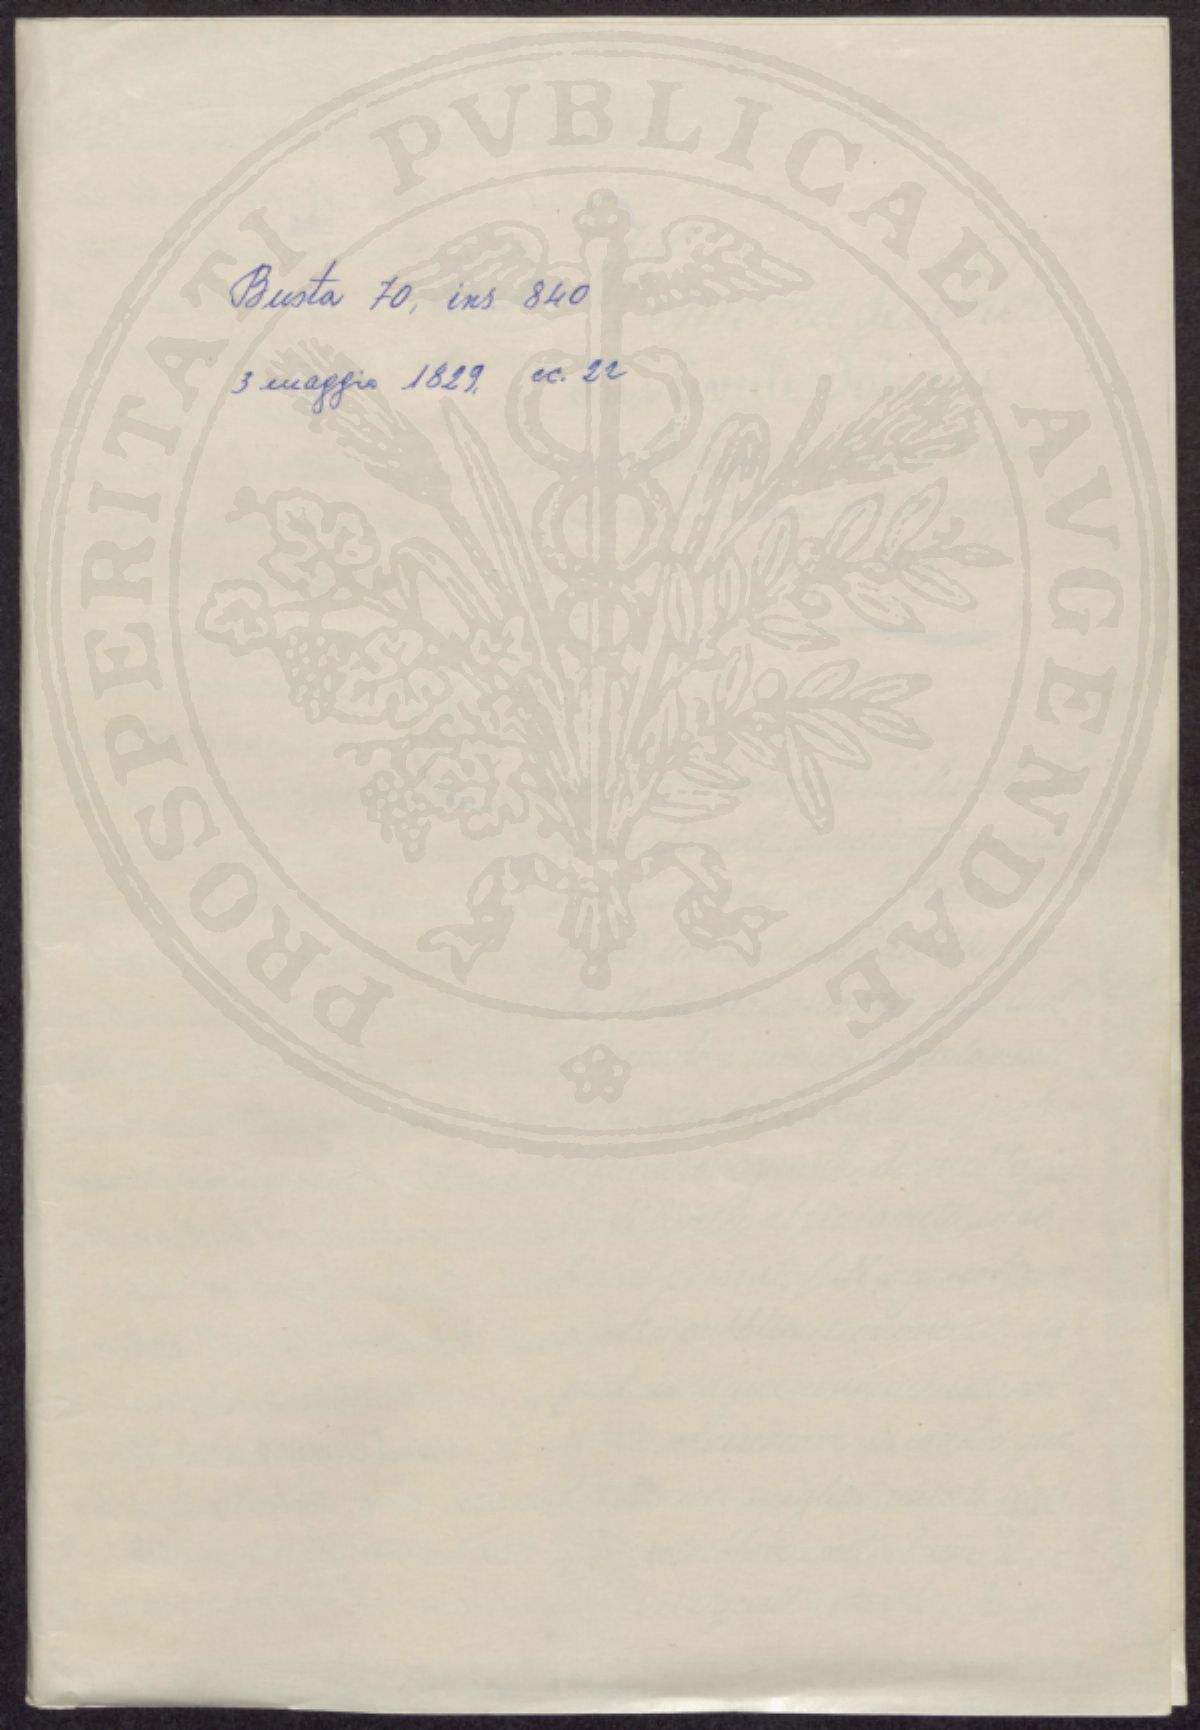 PROSPERITATI PVBLICAE AVGENDAE
Busta 70, ins 840
3 maggio 1829. cc. 22